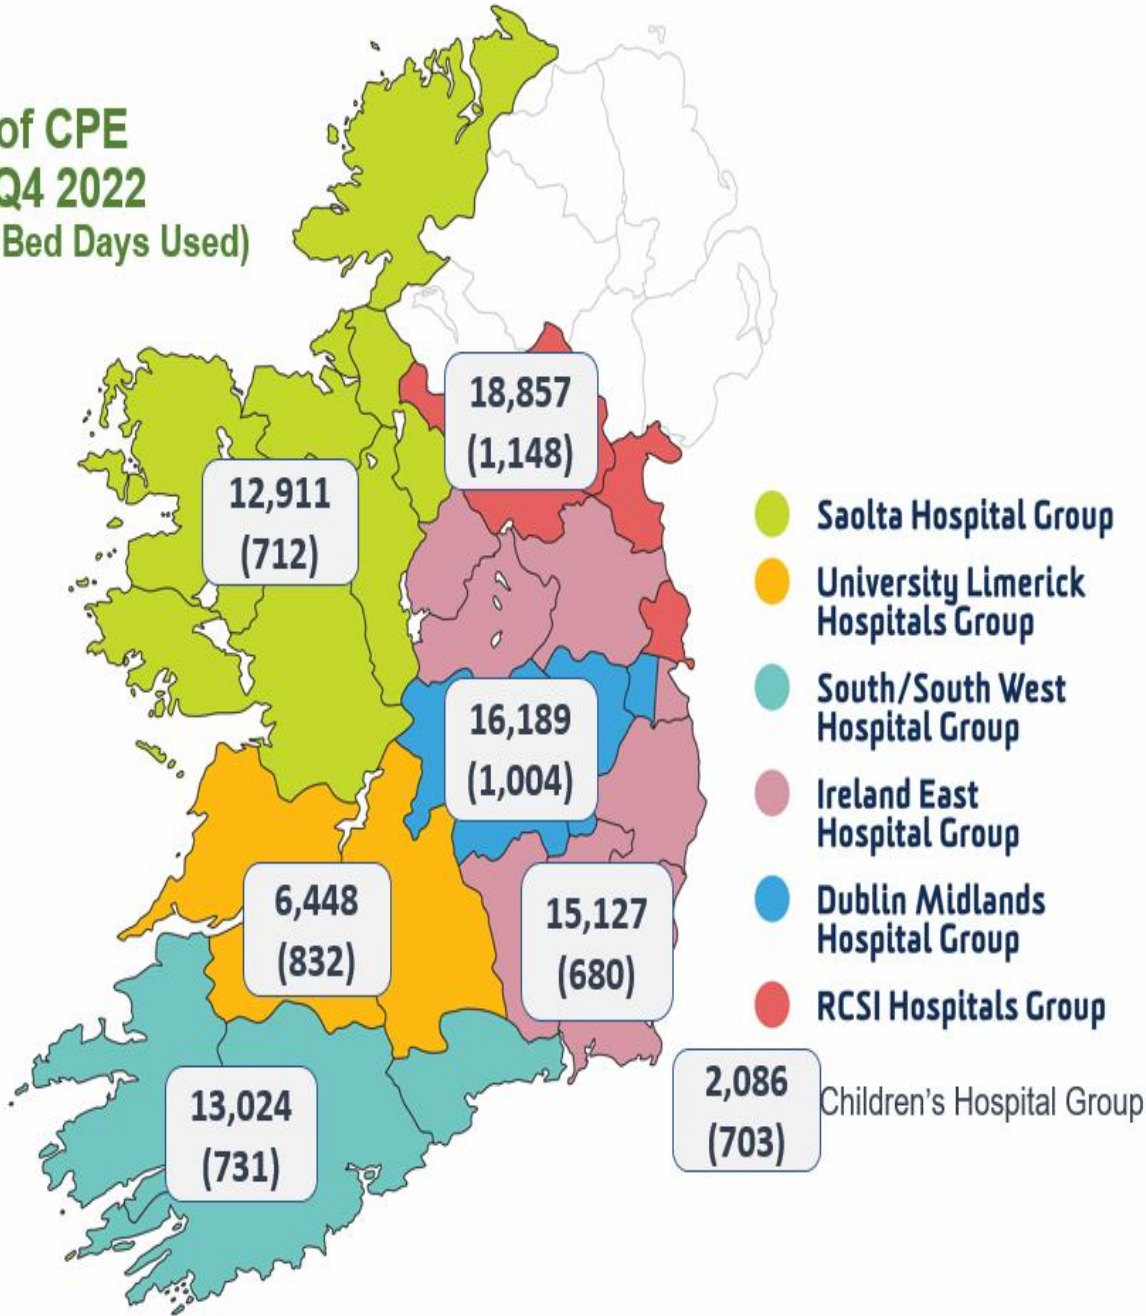 of CPE
Q4 2022
Bed Days Used)
18,857
(1,148)
12,911
(712)
16,189
(1,004)
6,448
(832)
15,127
(680)
13,024
(731)
2,086
(703)
Children's Hospital Group
Saolta Hospital Group
University Limerick
Hospitals Group
South/South West
Hospital Group
Ireland East
Hospital Group
Dublin Midlands
Hospital Group
RCSI Hospitals Group